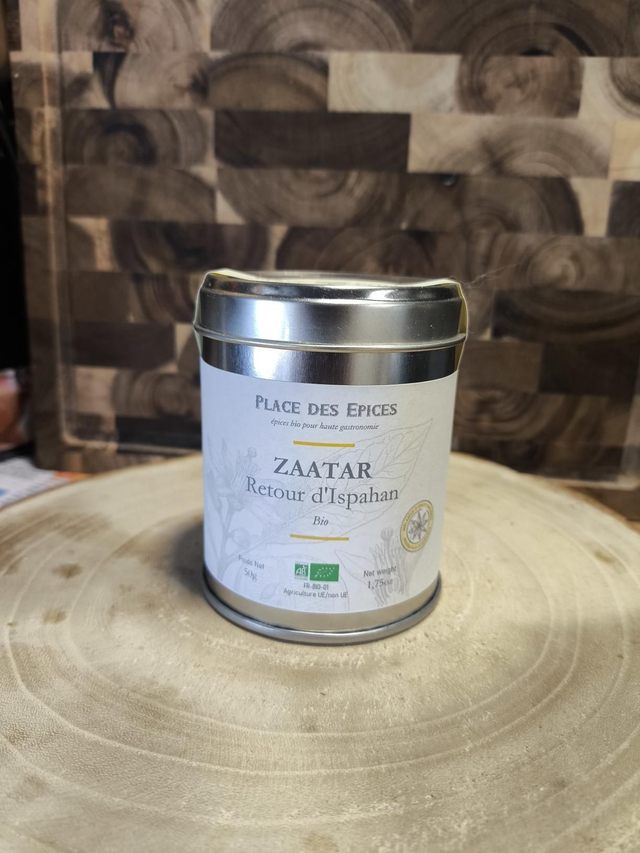 PLACE DES EPICES
épices bio pour haute gastronomie
ZAATAR
Retour d'Ispahan
Bio
Poids Net
50g
AB
FR-BIO-01
Agriculture UE/non UE
Net weight
1,75oz